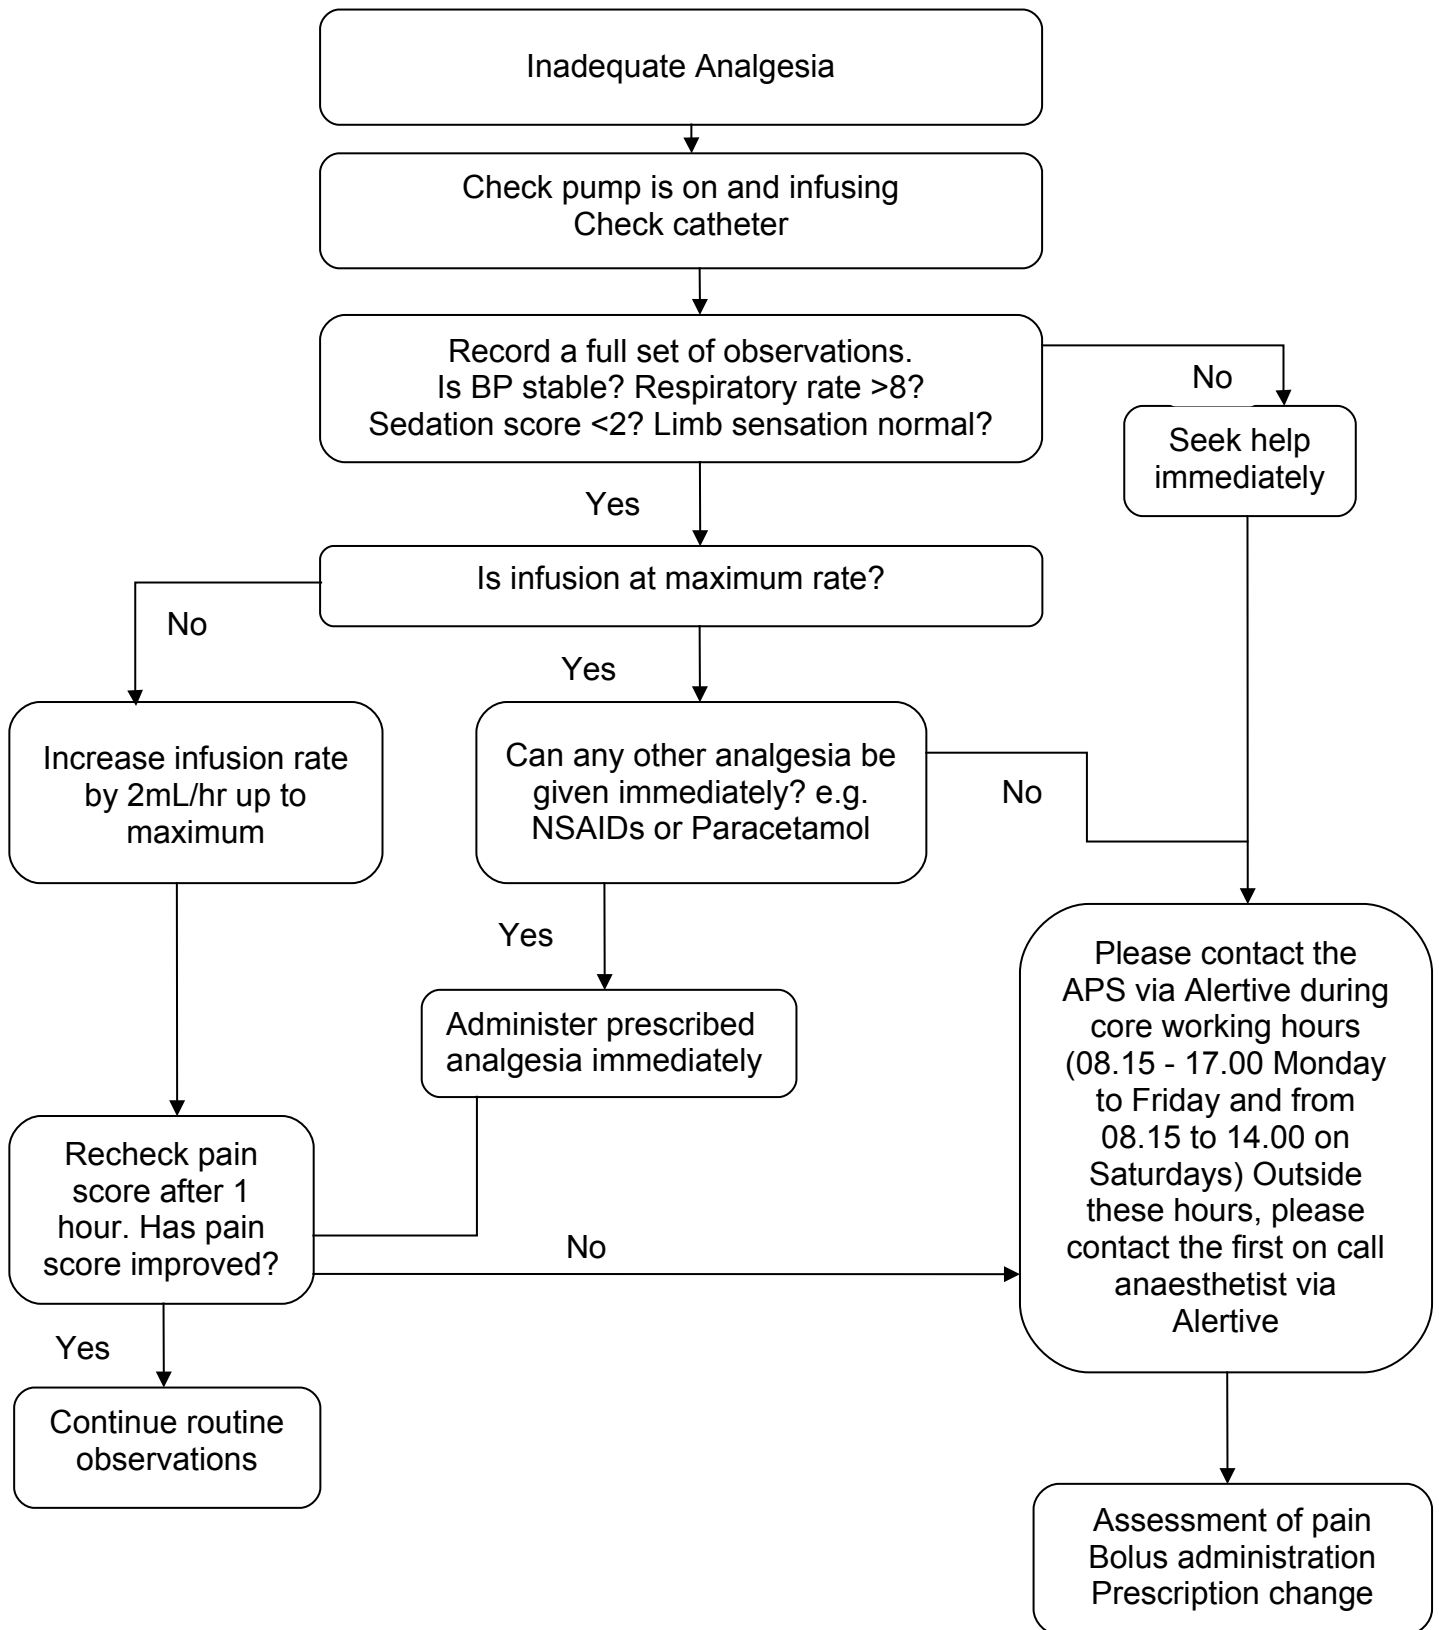 Inadequate Analgesia
Check pump is on and infusing
Check catheter
Record a full set of observations.
Is BP stable? Respiratory rate >8?
Sedation score <2? Limb sensation normal?
No
Seek help
immediately
Yes
Is infusion at maximum rate?
No
Yes
Increase infusion rate
by 2mL/hr up to
maximum
Can any other analgesia be
given immediately? e.g.
NSAIDs or Paracetamol
No
Yes
Administer prescribed
analgesia immediately
Please contact the
APS via Alertive during
core working hours
(08.15 - 17.00 Monday
to Friday and from
08.15 to 14.00 on
Saturdays) Outside
these hours, please
contact the first on call
anaesthetist via
Alertive
Recheck pain
score after 1
hour. Has pain
score improved?
No
Yes
Continue routine
observations
Assessment of pain
Bolus administration
Prescription change